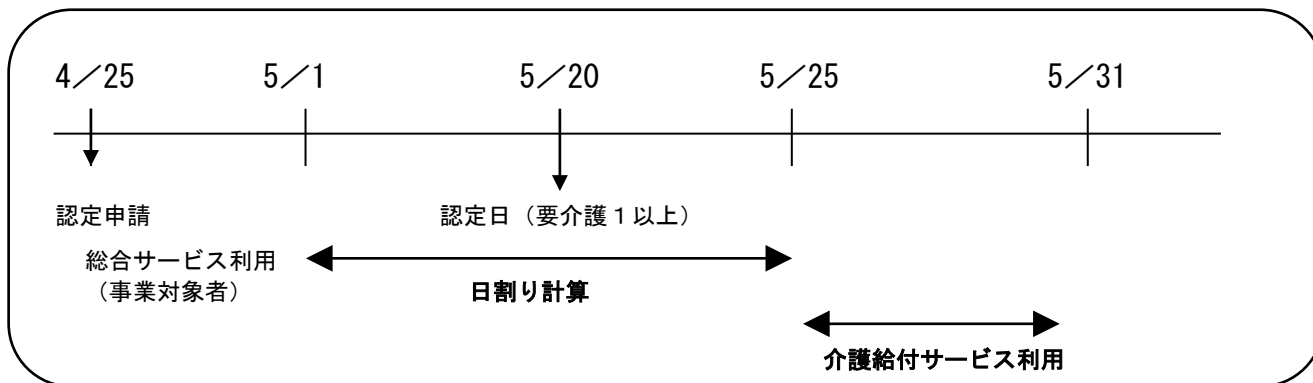 4／25 5／1 5／20 5／25 5／31
認定申請 認定日（要介護１以上）
総合サービス利用
（事業対象者） 日割り計算
介護給付サービス利用